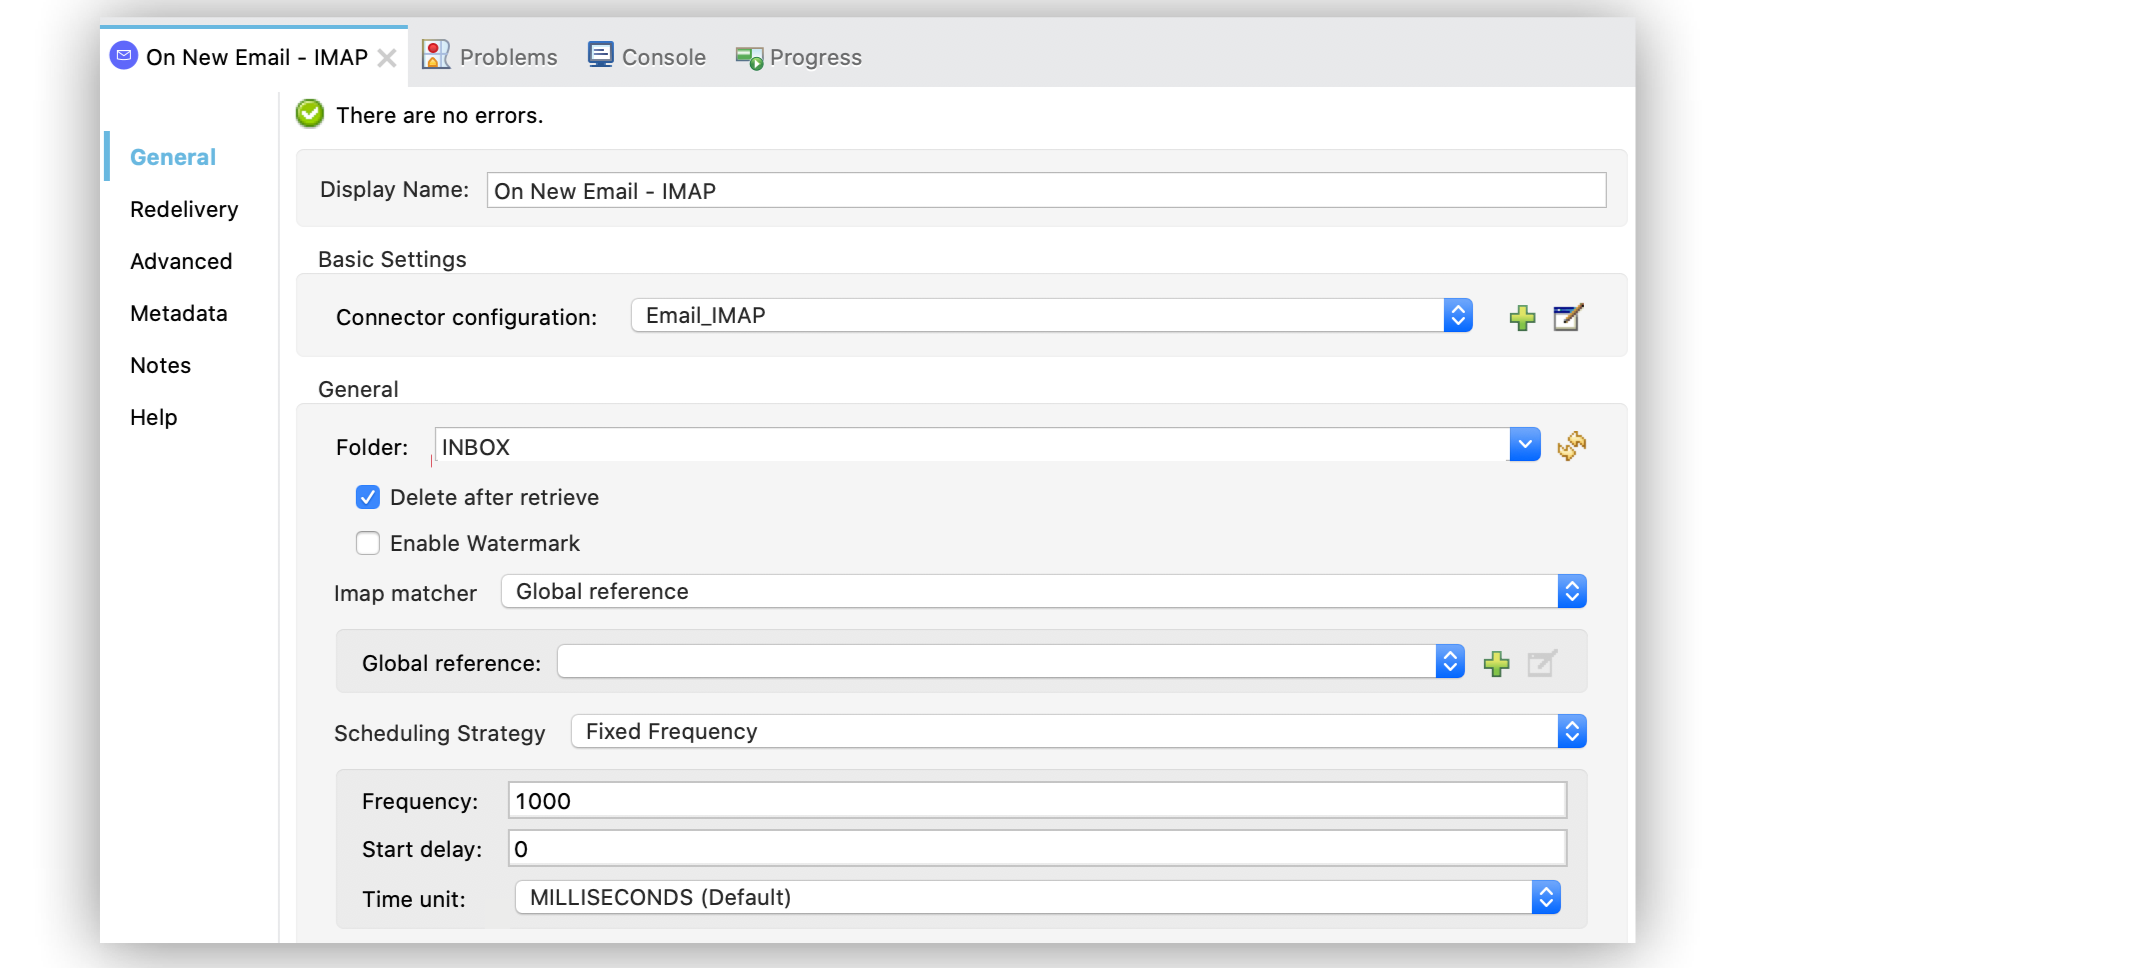 On New Email - IMAP
Problems
Console
Progress
General
Redelivery
Advanced
Metadata
Notes
Help
There are no errors.
Display Name: On New Email - IMAP
Basic Settings
Connector configuration: Email_IMAP
General
Folder: INBOX
Delete after retrieve
Enable Watermark
Imap matcher Global reference
Global reference:
Scheduling Strategy Fixed Frequency
Frequency: 1000
Start delay: 0
Time unit: MILLISECONDS (Default)